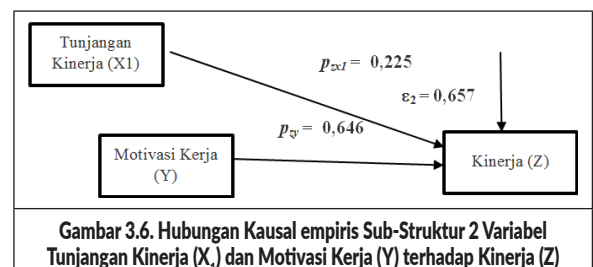 Tunjangan
Kinerja (X1)
pzx1 = 0,225
ε2 = 0,657
pzy = 0,646
Motivasi Kerja
(Y)
Kinerja (Z)
Gambar 3.6. Hubungan Kausal empiris Sub-Struktur 2 Variabel
Tunjangan Kinerja (X1) dan Motivasi Kerja (Y) terhadap Kinerja (Z)